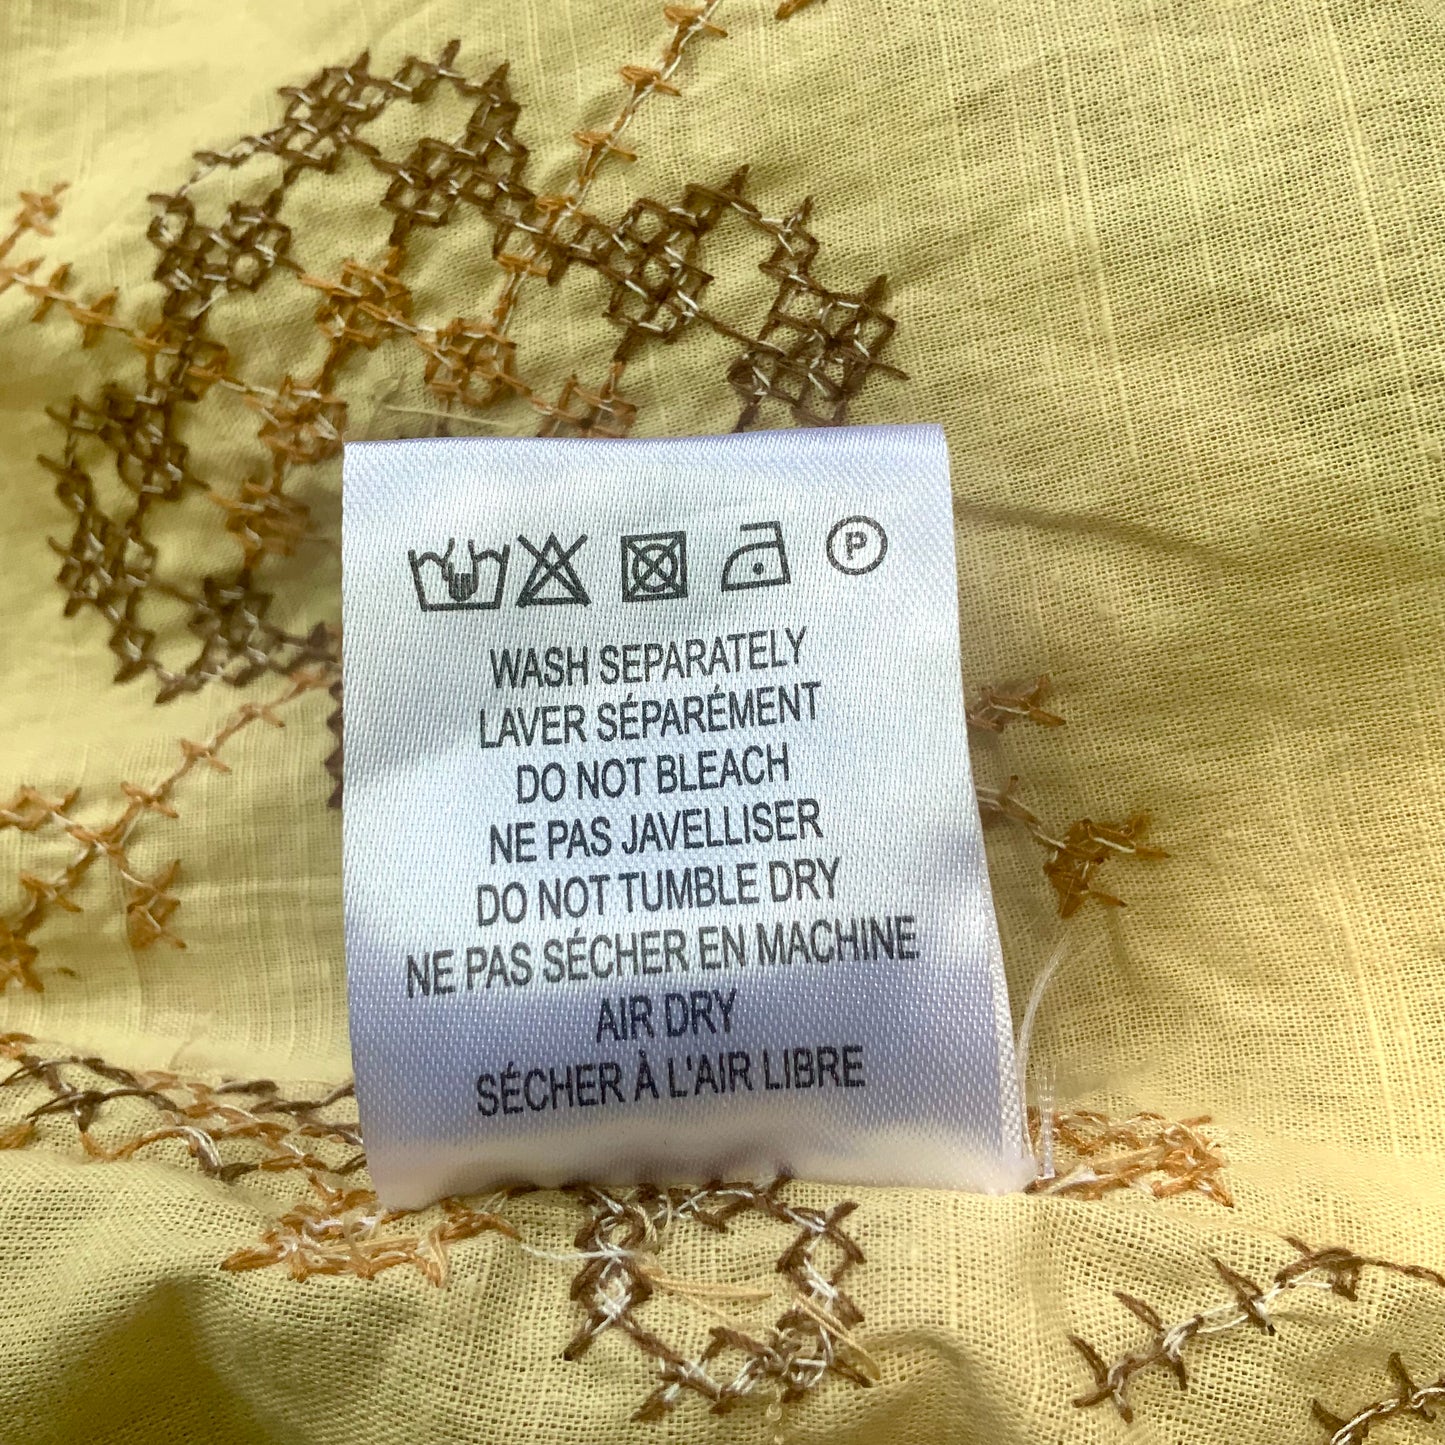 P
WASH SEPARATELY
LAVER SÉPARÉMENT
DO NOT BLEACH
NE PAS JAVELLISER
DO NOT TUMBLE DRY
NE PAS SÉCHER EN MACHINE
AIR DRY
SÉCHER À L'AIR LIBRE